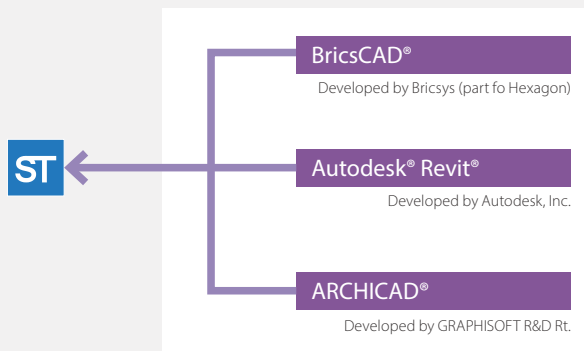 BricsCAD®
Developed by Bricsys (part fo Hexagon)
ST
Autodesk® Revit®
Developed by Autodesk, Inc.
ARCHICAD®
Developed by GRAPHISOFT R&D Rt.